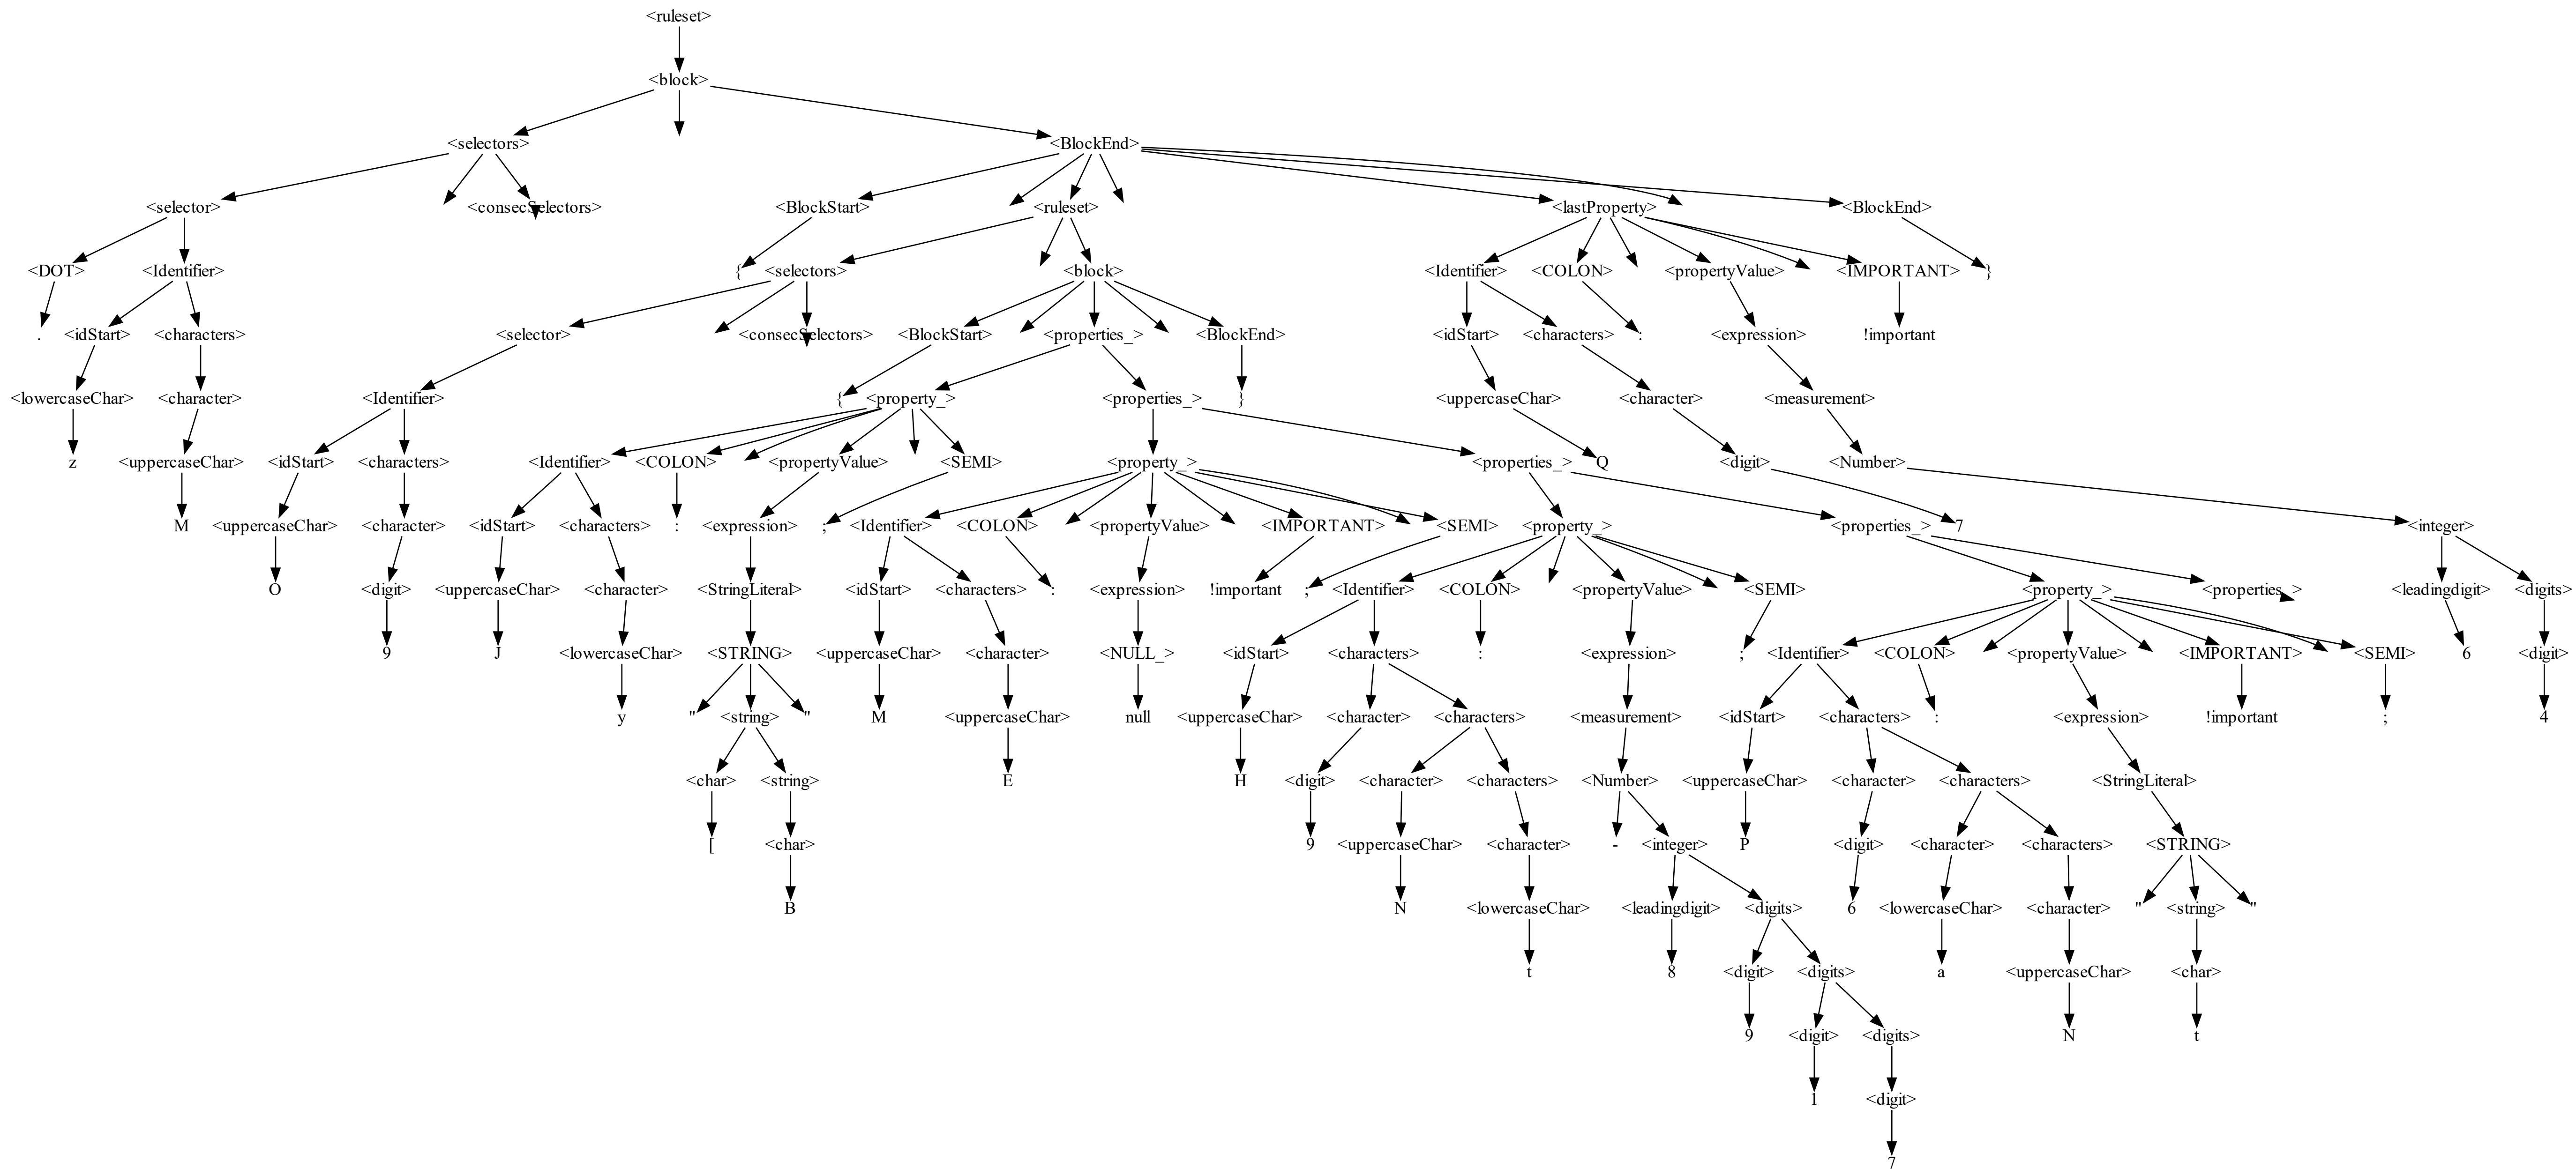 <ruleset>
<block>
<selectors> <BlockEnd>
<selector> <consecSelectors> <BlockStart> <ruleset> <lastProperty> <BlockEnd>
<DOT> <Identifier> { <selectors> <block> <Identifier> <COLON> <propertyValue> <IMPORTANT> }
. <idStart> <characters> <selector> <consecSelectors> <BlockStart> <properties_> <BlockEnd> <idStart> <characters> : <expression> !important
<lowercaseChar> <character> <Identifier> { <property_> <properties_> } <uppercaseChar> <character> <measurement>
z <uppercaseChar> <idStart> <characters> <Identifier> <COLON> <propertyValue> <SEMI> <property_> <properties_> Q <digit> <Number>
M <uppercaseChar> <character> <idStart> <characters> : <expression> ; <Identifier> <COLON> <propertyValue> <IMPORTANT> <SEMI> <property_> <properties_> 7 <integer>
O <digit> <uppercaseChar> <character> <StringLiteral> <idStart> <characters> : <expression> !important ; <Identifier> <COLON> <propertyValue> <SEMI> <property_> <properties_> <leadingdigit> <digits>
9 J <lowercaseChar> <STRING> <uppercaseChar> <character> <NULL_> <idStart> <characters> : <expression> ; <Identifier> <COLON> <propertyValue> <IMPORTANT> <SEMI> 6 <digit>
y " <string> " M <uppercaseChar> null <uppercaseChar> <character> <characters> <measurement> <idStart> <characters> : <expression> !important ; 4
<char> <string> E H <digit> <character> <characters> <Number> <uppercaseChar> <character> <characters> <StringLiteral>
[ <char> 9 <uppercaseChar> <character> - <integer> P <digit> <character> <characters> <STRING>
B N <lowercaseChar> <leadingdigit> <digits> 6 <lowercaseChar> <character> " <string> "
t 8 <digit> <digits> a <uppercaseChar> <char>
9 <digit> <digits> N t
1 <digit>
7